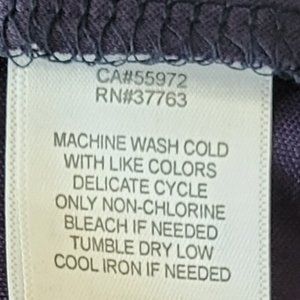 CA#55972
RN#37763
MACHINE WASH COLD
WITH LIKE COLORS
DELICATE CYCLE
ONLY NON-CHLORINE
BLEACH IF NEEDED
TUMBLE DRY LOW
COOL IRON IF NEEDED